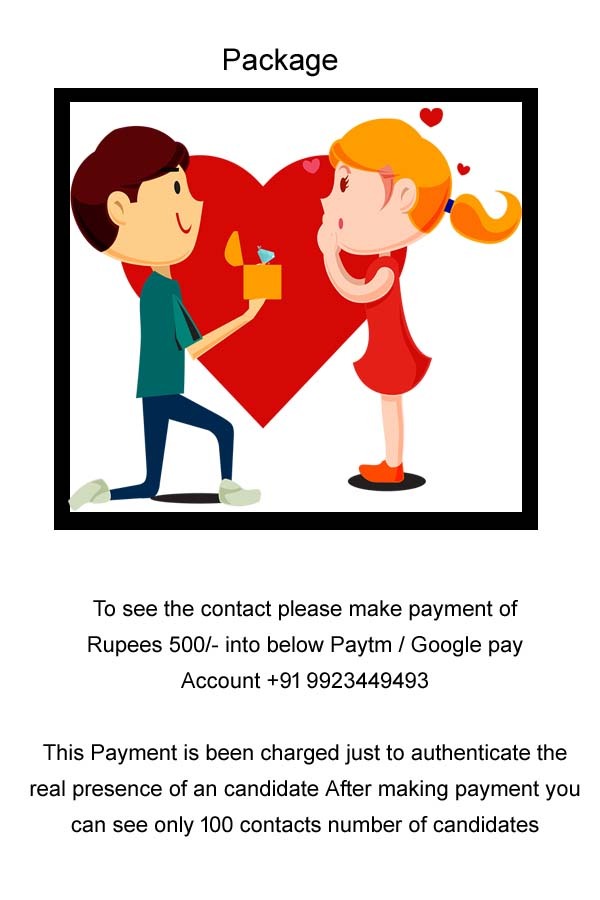 Package
To see the contact please make payment of
Rupees 500/- into below Paytm / Google pay
Account +91 9923449493
This Payment is been charged just to authenticate the
real presence of an candidate After making payment you
can see only 100 contacts number of candidates